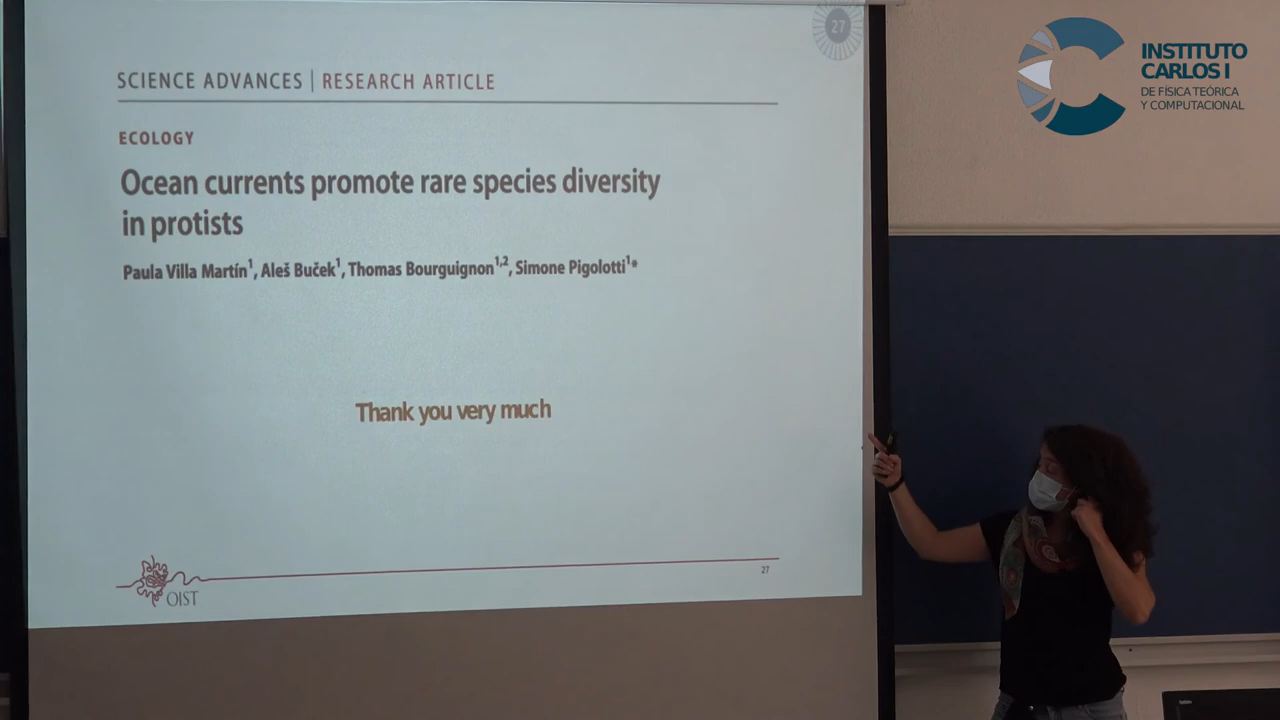 27
SCIENCE ADVANCES | RESEARCH ARTICLE
ECOLOGY
Ocean currents promote rare species diversity
in protists
Paula Villa Martín1, Aleš Buček1, Thomas Bourguignon1,2, Simone Pigolotti1*
Thank you very much
27
OIST
INSTITUTO
CARLOS I
DE FÍSICA TEÓRICA
Y COMPUTACIONAL